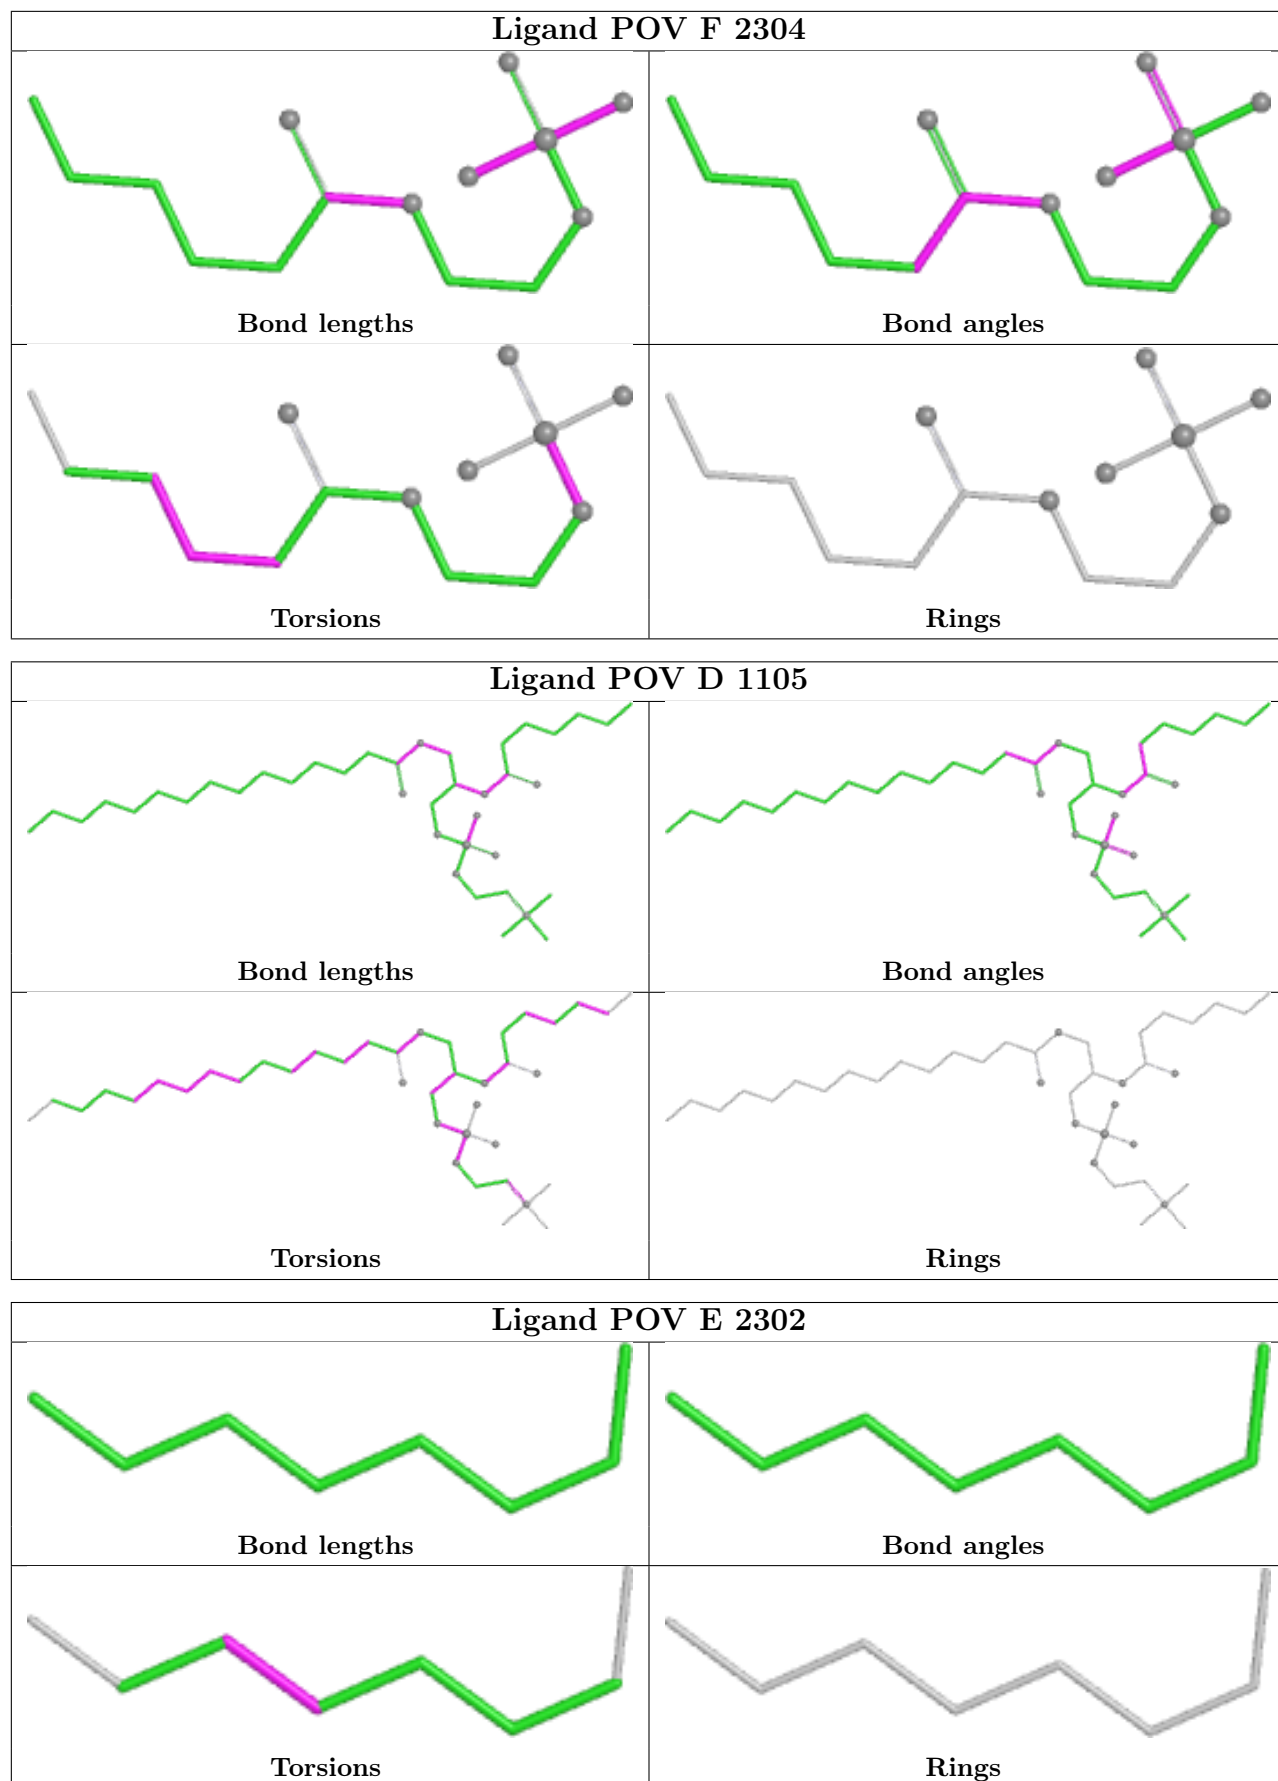 Ligand POV F 2304
Bond lengths
Bond angles
Torsions
Rings
Ligand POV D 1105
Bond lengths
Bond angles
Torsions
Rings
Ligand POV E 2302
Bond lengths
Bond angles
Torsions
Rings